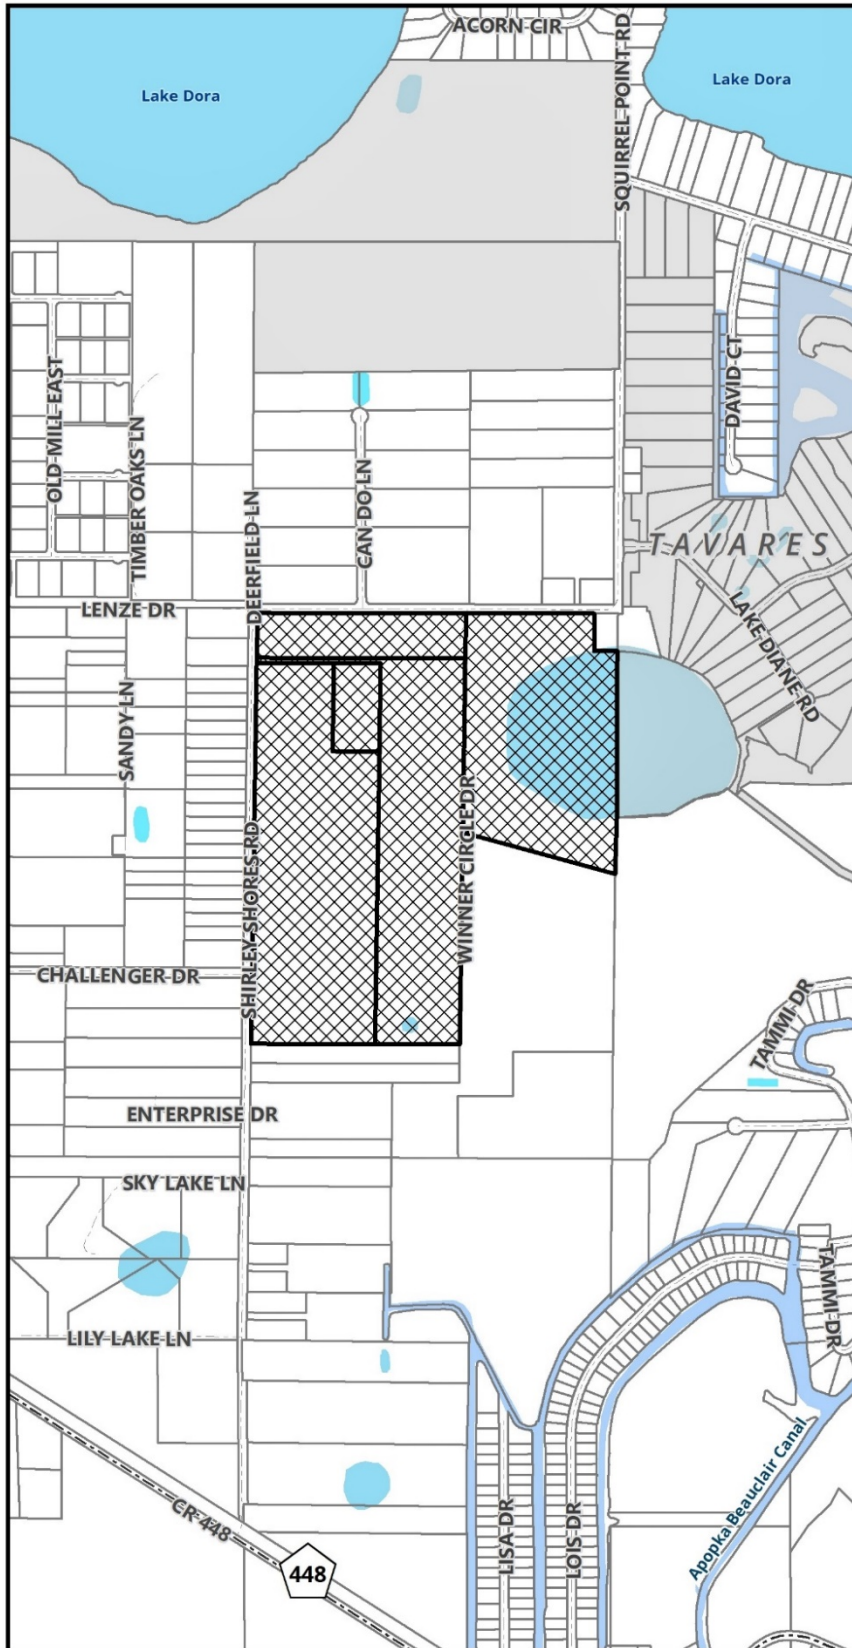 ACORN CIR
SQUIRREL POINT RD
Lake Dora
Lake Dora
OLD MILL EAST
TIMBER OAKS LN
DEERFIELD LN
CAN DO LN
DAVID CT
TAVARES
LENZE DR
LAKE DIANE RD
SANDY LN
SHIRLEY SHORES RD
WINNER CIRCLE DR
CHALLENGER DR
TAMMI DR
ENTERPRISE DR
SKY LAKE LN
TAMMI DR
LILY LAKE LN
CR 448
448
LISA DR
LOIS DR
Apopka Beauclair Canal